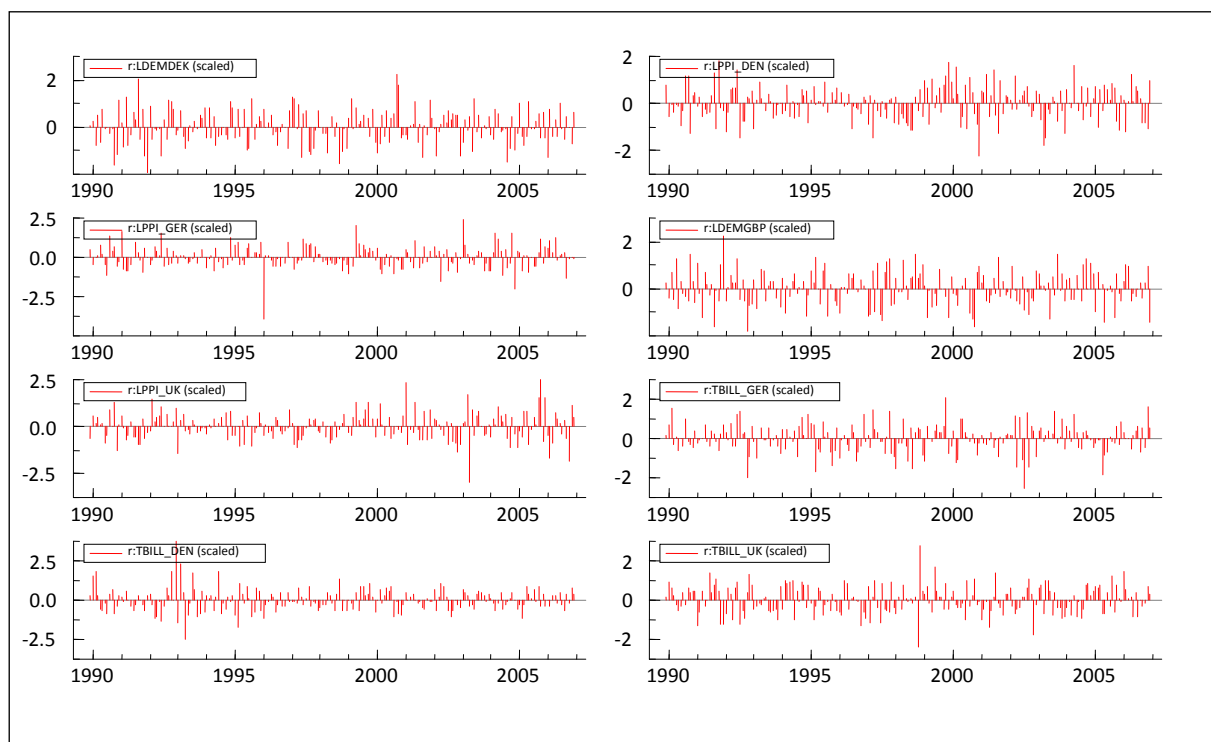 r:LDEMDEK (scaled)
2
0
1990 1995 2000 2005
r:LPPI_DEN (scaled)
2
0
-2
1990 1995 2000 2005
r:LPPI_GER (scaled)
2.5
0.0
-2.5
1990 1995 2000 2005
r:LDEMGBP (scaled)
2
0
1990 1995 2000 2005
r:LPPI_UK (scaled)
2.5
0.0
-2.5
1990 1995 2000 2005
r:TBILL_GER (scaled)
2
0
-2
1990 1995 2000 2005
r:TBILL_DEN (scaled)
2.5
0.0
-2.5
1990 1995 2000 2005
r:TBILL_UK (scaled)
2
0
-2
1990 1995 2000 2005